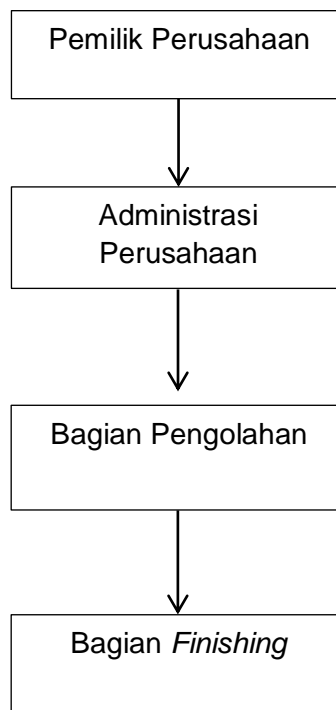 Pemilik Perusahaan
Administrasi
Perusahaan
Bagian Pengolahan
Bagian Finishing